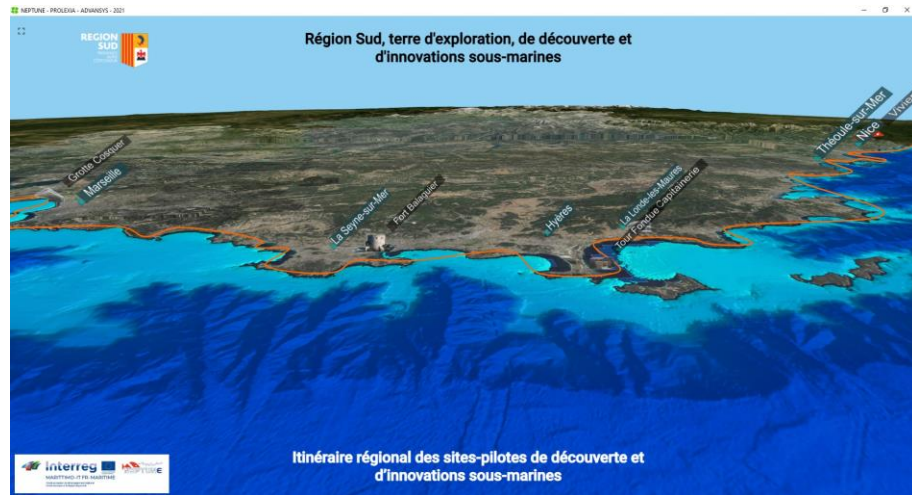 NEPTUNE - PROLEXIA - ADVANSYS - 2021
REGION
SUD
Région Sud, terre d'exploration, de découverte et
d'innovations sous-marines
Grotte Cosquer
Marseille
La Seyne-sur-Mer
Hyères
La Londe-les-Maures
Tour Fondue Capitainerie
Théoule-sur-Mer
Nice
Itinéraire régional des sites-pilotes de découverte et
d'innovations sous-marines
Interreg
MARITTIMO-IT FR-MARITIME